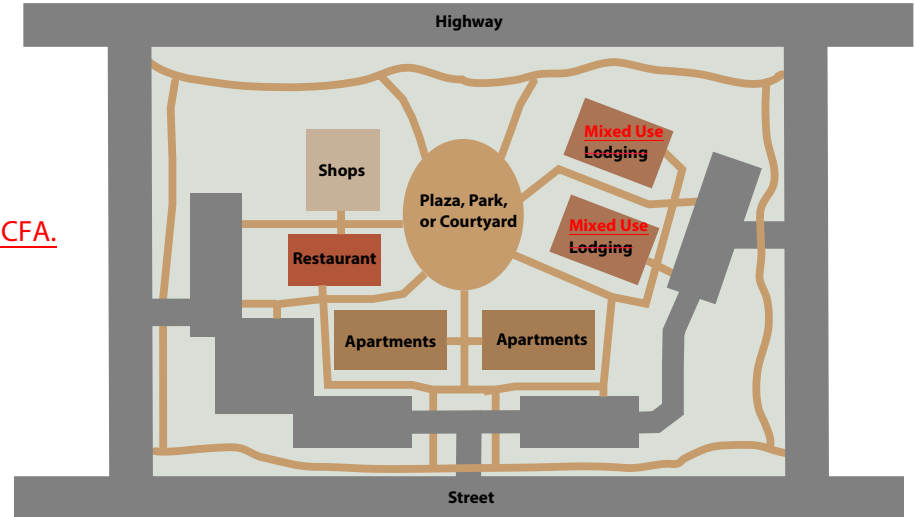 Highway
Mixed Use
Lodging
Shops
Plaza, Park,
or Courtyard
Mixed Use
Lodging
CFA.
Restaurant
Apartments
Apartments
Street